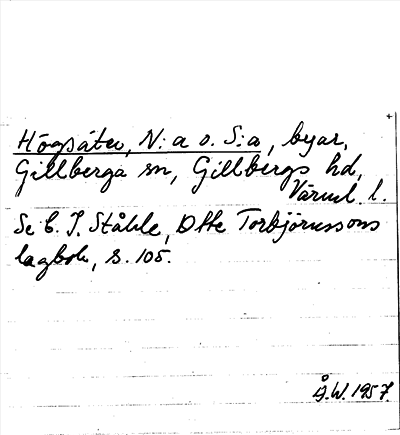 Högsäter, N:a o. S:a, byar,
Gillberga sn, Gillbergs hd,
Värml. l.
Se C. I. Ståhle, Otte Torbjörnssons
lagbok, s. 105.
Å.W. 1957.